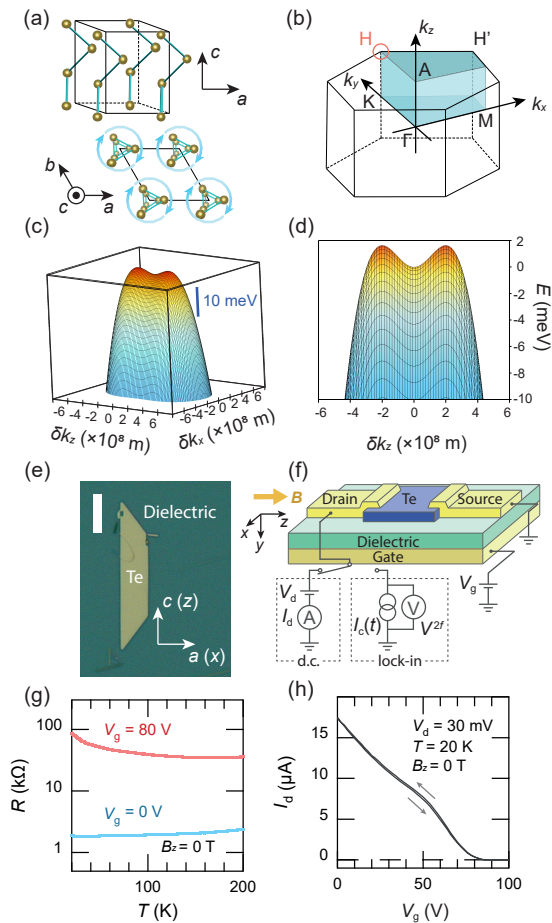 (a)
c
a
b
c
a
(b)
H
k_z
H'
A
k_y
K
k_x
M
Γ
(c)
10 meV
-6 -4 -2 0 2 4 6
-6 -4 -2 0 2 4 6
δk_z (×10⁸ m)
δk_x (×10⁸ m)
(d)
2
0
-2
-4
-6
-8
-10
E (meV)
-6 -4 -2 0 2 4 6
δk_z (×10⁸ m)
(e)
Dielectric
Te
c (z)
a (x)
(f)
B
Drain
Te
Source
x
z
y
Dielectric
Gate
V_d
I_d
A
d.c.
I_c(t)
V
V^{2f}
lock-in
V_g
(g)
100
10
1
R (kΩ)
V_g = 80 V
V_g = 0 V
B_z = 0 T
100
200
T (K)
(h)
15
10
5
0
I_d (μA)
V_d = 30 mV
T = 20 K
B_z = 0 T
0
50
100
V_g (V)